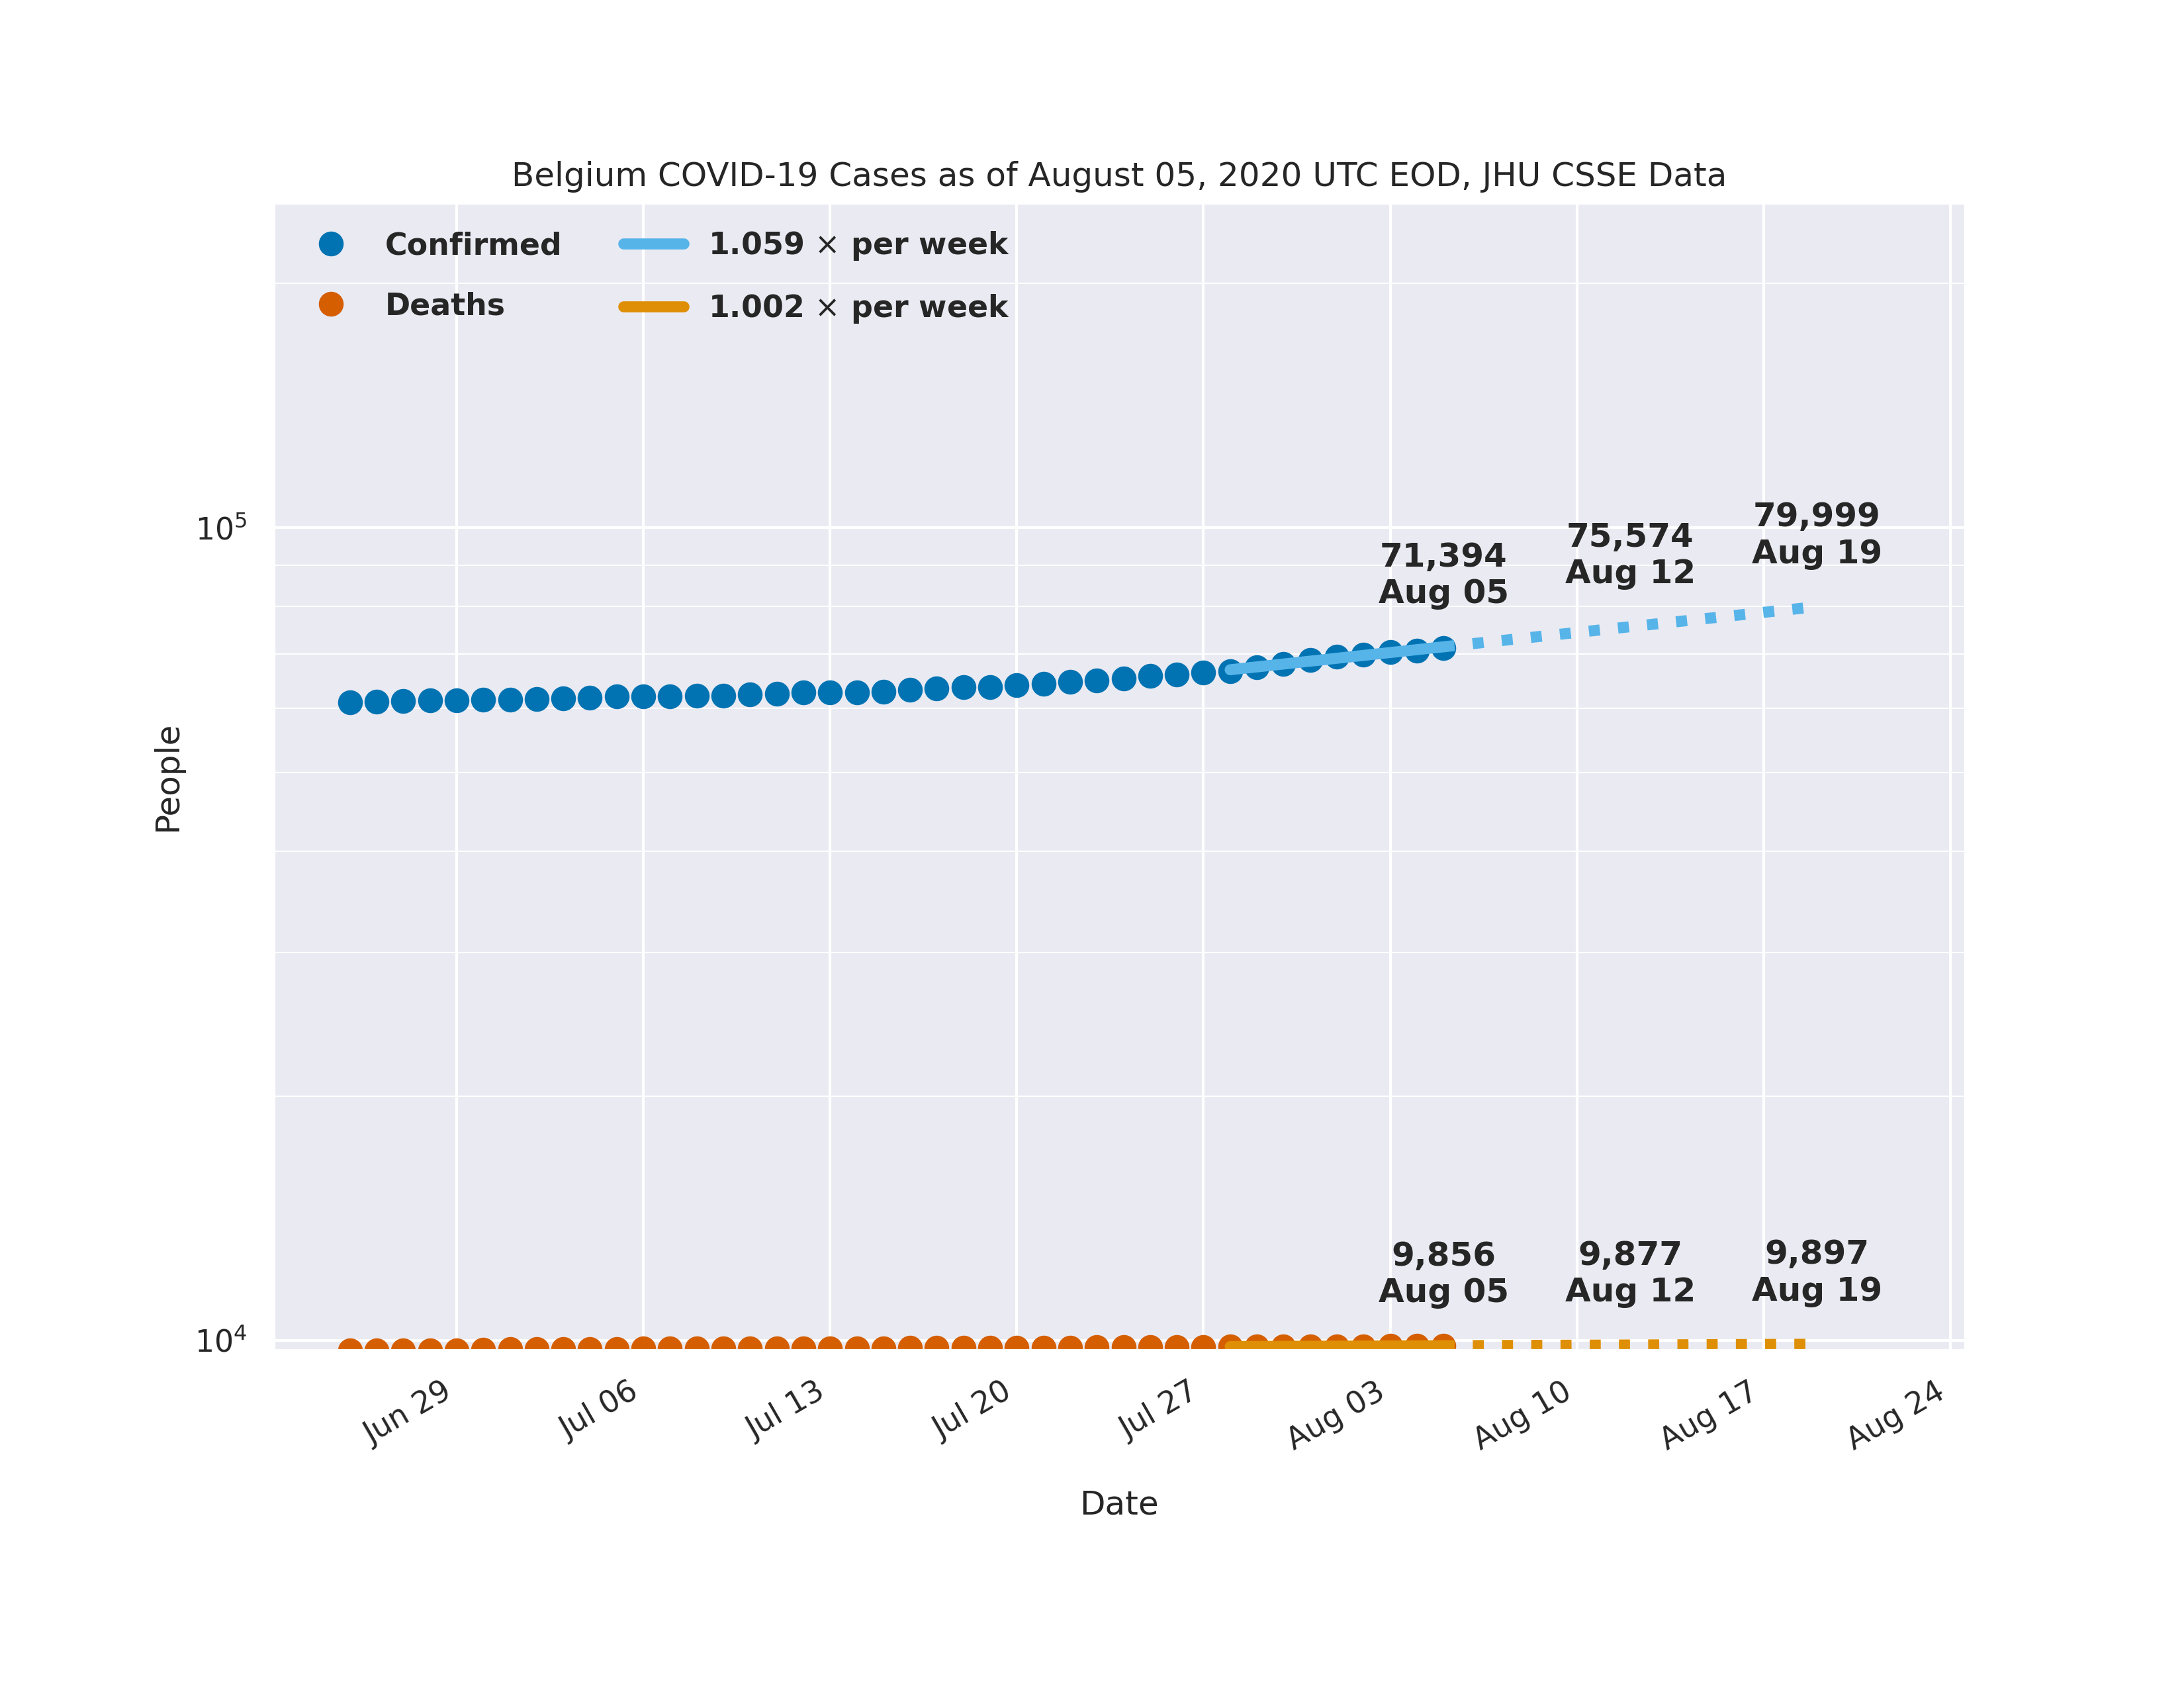 Belgium COVID-19 Cases as of August 05, 2020 UTC EOD, JHU CSSE Data
Confirmed
Deaths
1.059 × per week
1.002 × per week
10⁵
10⁴
People
71,394
Aug 05
75,574
Aug 12
79,999
Aug 19
9,856
Aug 05
9,877
Aug 12
9,897
Aug 19
Jun 29
Jul 06
Jul 13
Jul 20
Jul 27
Aug 03
Aug 10
Aug 17
Aug 24
Date